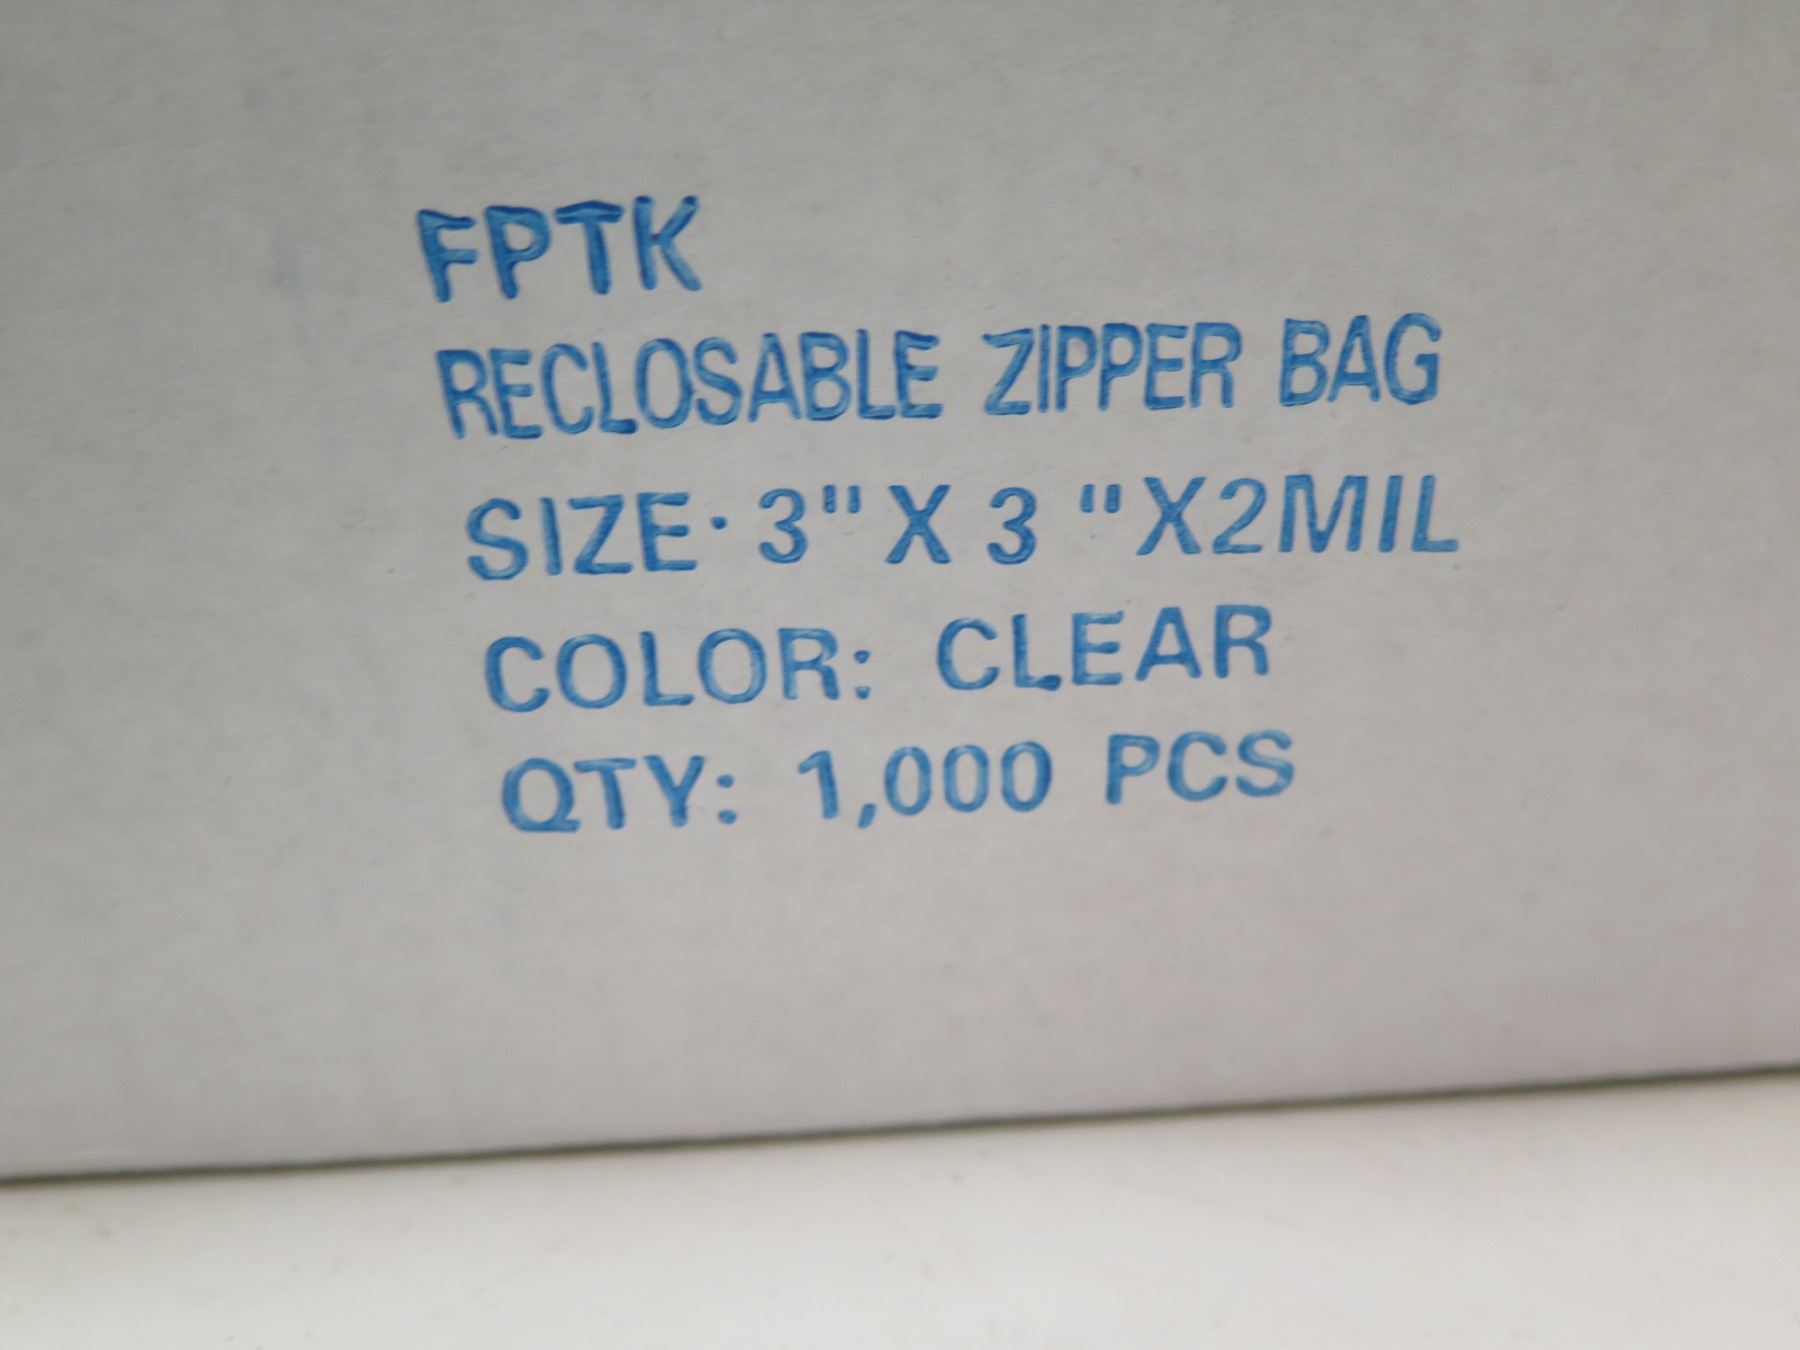 FPTK
RECLOSABLE ZIPPER BAG
SIZE· 3" X 3 "X2MIL
COLOR: CLEAR
QTY: 1,000 PCS